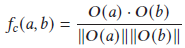 f_c(a, b) = \frac{O(a) \cdot O(b)}{\|O(a)\| \|O(b)\|}